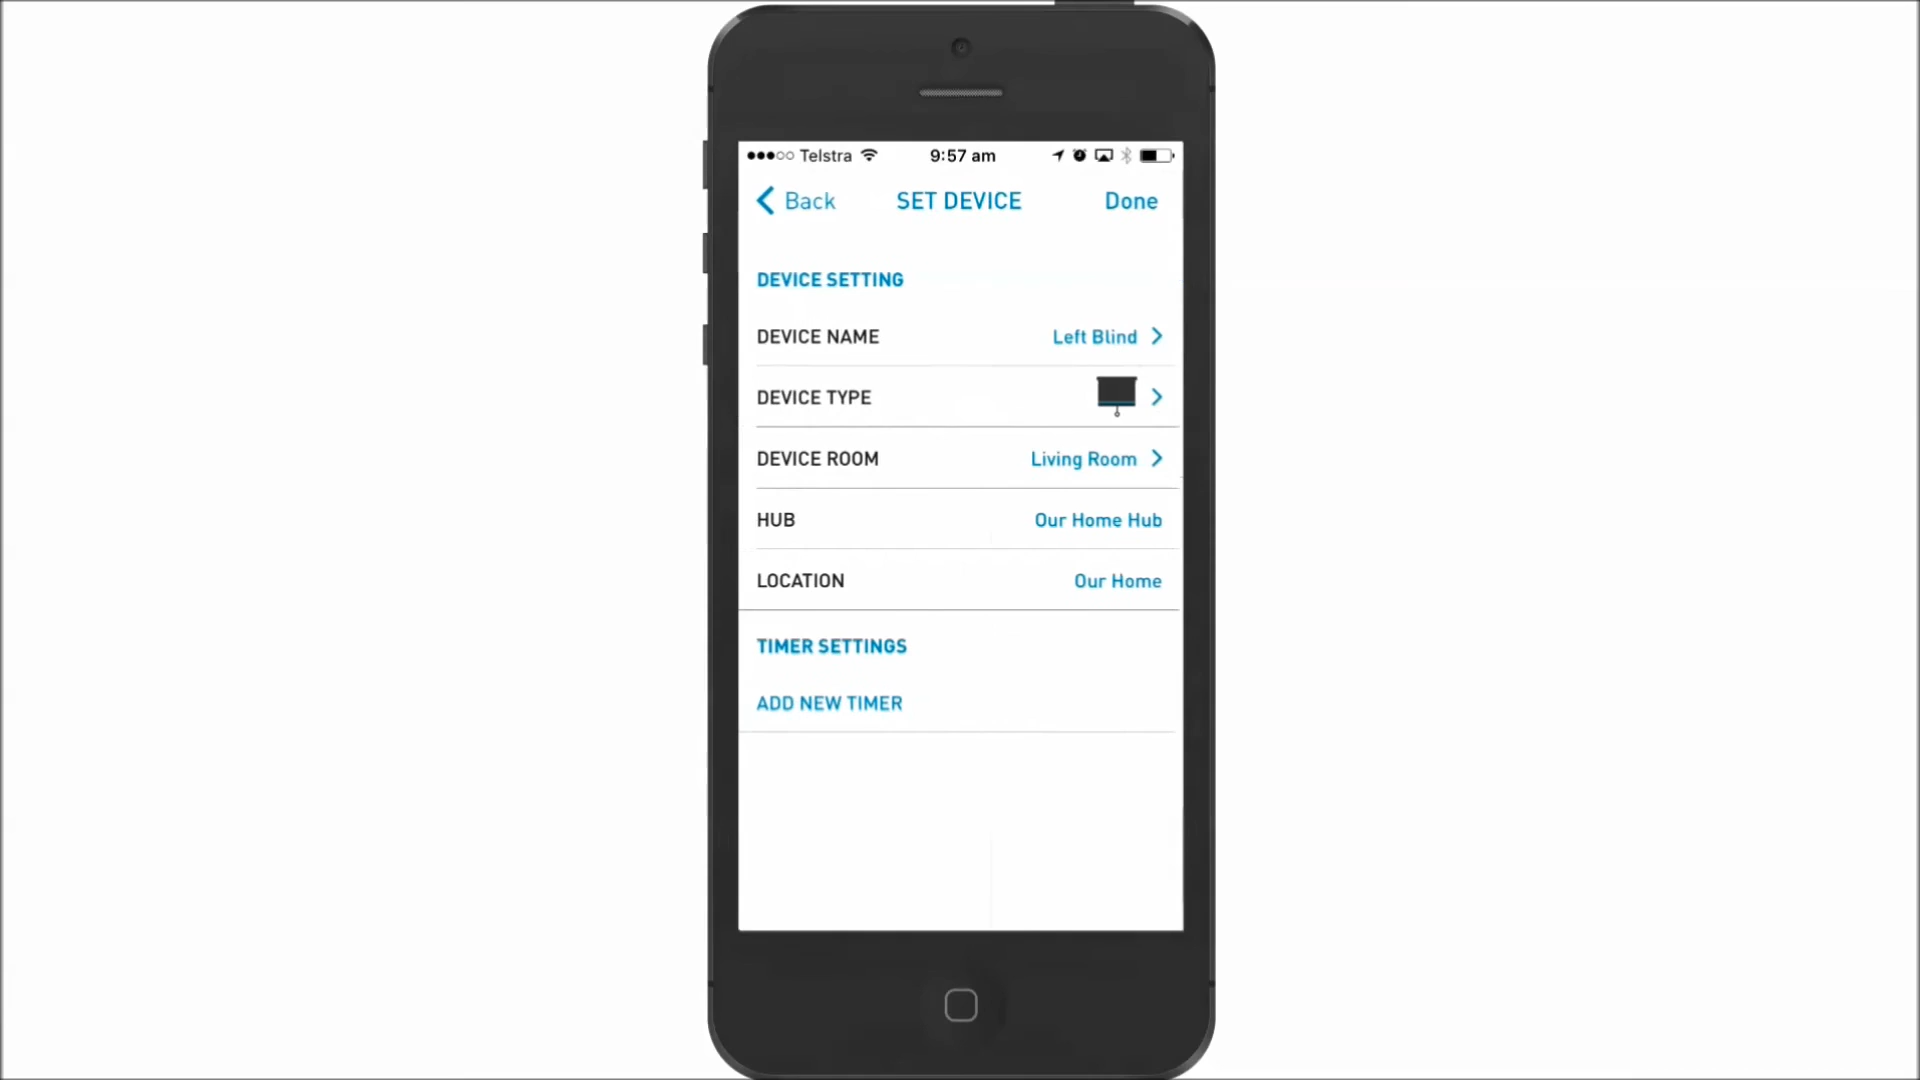 Telstra 9:57 am
Back SET DEVICE Done
DEVICE SETTING
DEVICE NAME Left Blind
DEVICE TYPE
DEVICE ROOM Living Room
HUB Our Home Hub
LOCATION Our Home
TIMER SETTINGS
ADD NEW TIMER